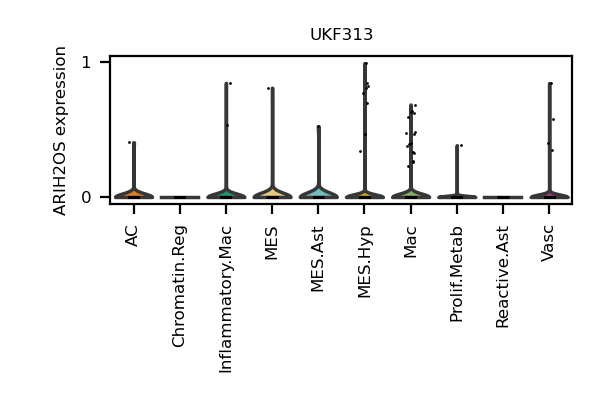 UKF313
ARIH2OS expression
1
0
AC
Chromatin.Reg
Inflammatory.Mac
MES
MES.Ast
MES.Hyp
Mac
Prolif.Metab
Reactive.Ast
Vasc